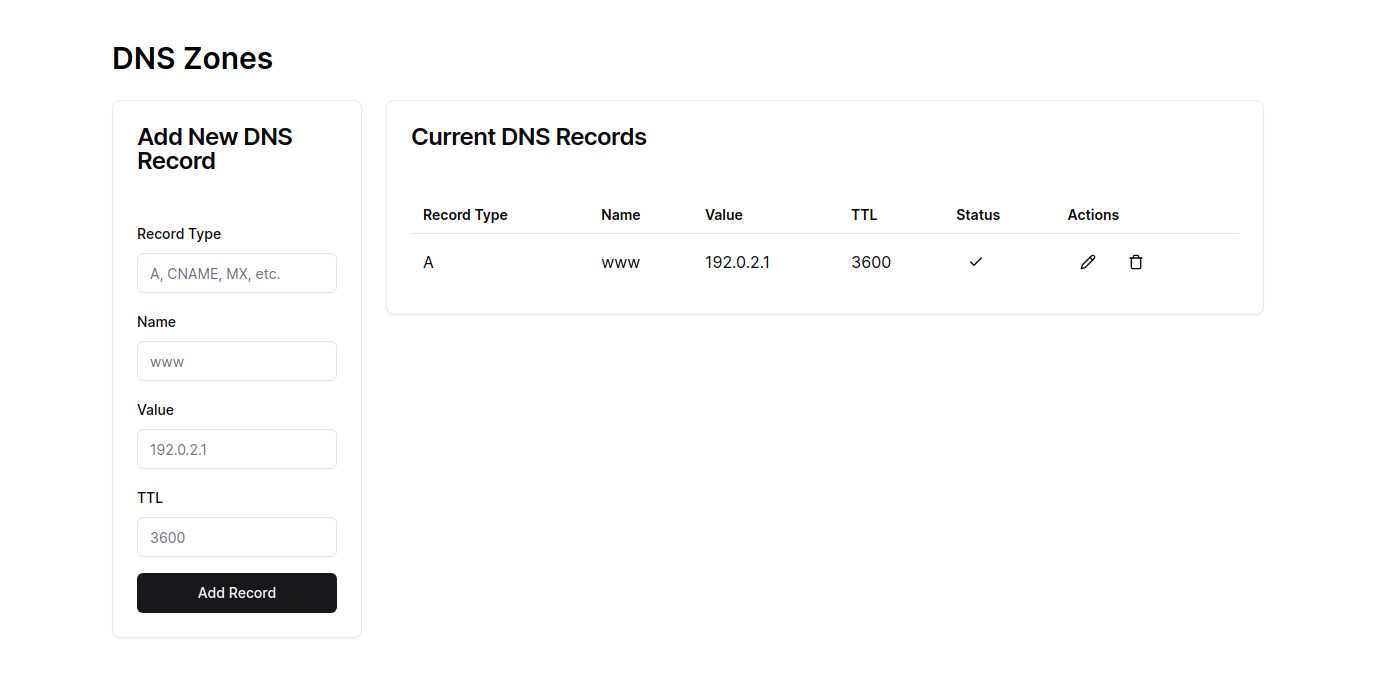 DNS Zones
Add New DNS
Record
Record Type
A, CNAME, MX, etc.
Name
www
Value
192.0.2.1
TTL
3600
Add Record
Current DNS Records
Record Type Name Value TTL Status Actions
A www 192.0.2.1 3600